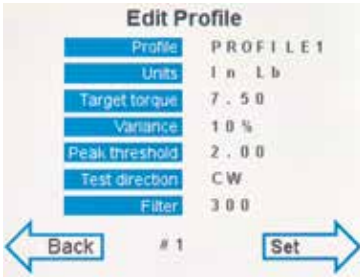 Edit Profile
Profile PROFILE1
Units In Lb
Target torque 7.50
Variance 10%
Peak threshold 2.00
Test direction CW
Filter 300
Back #1 Set